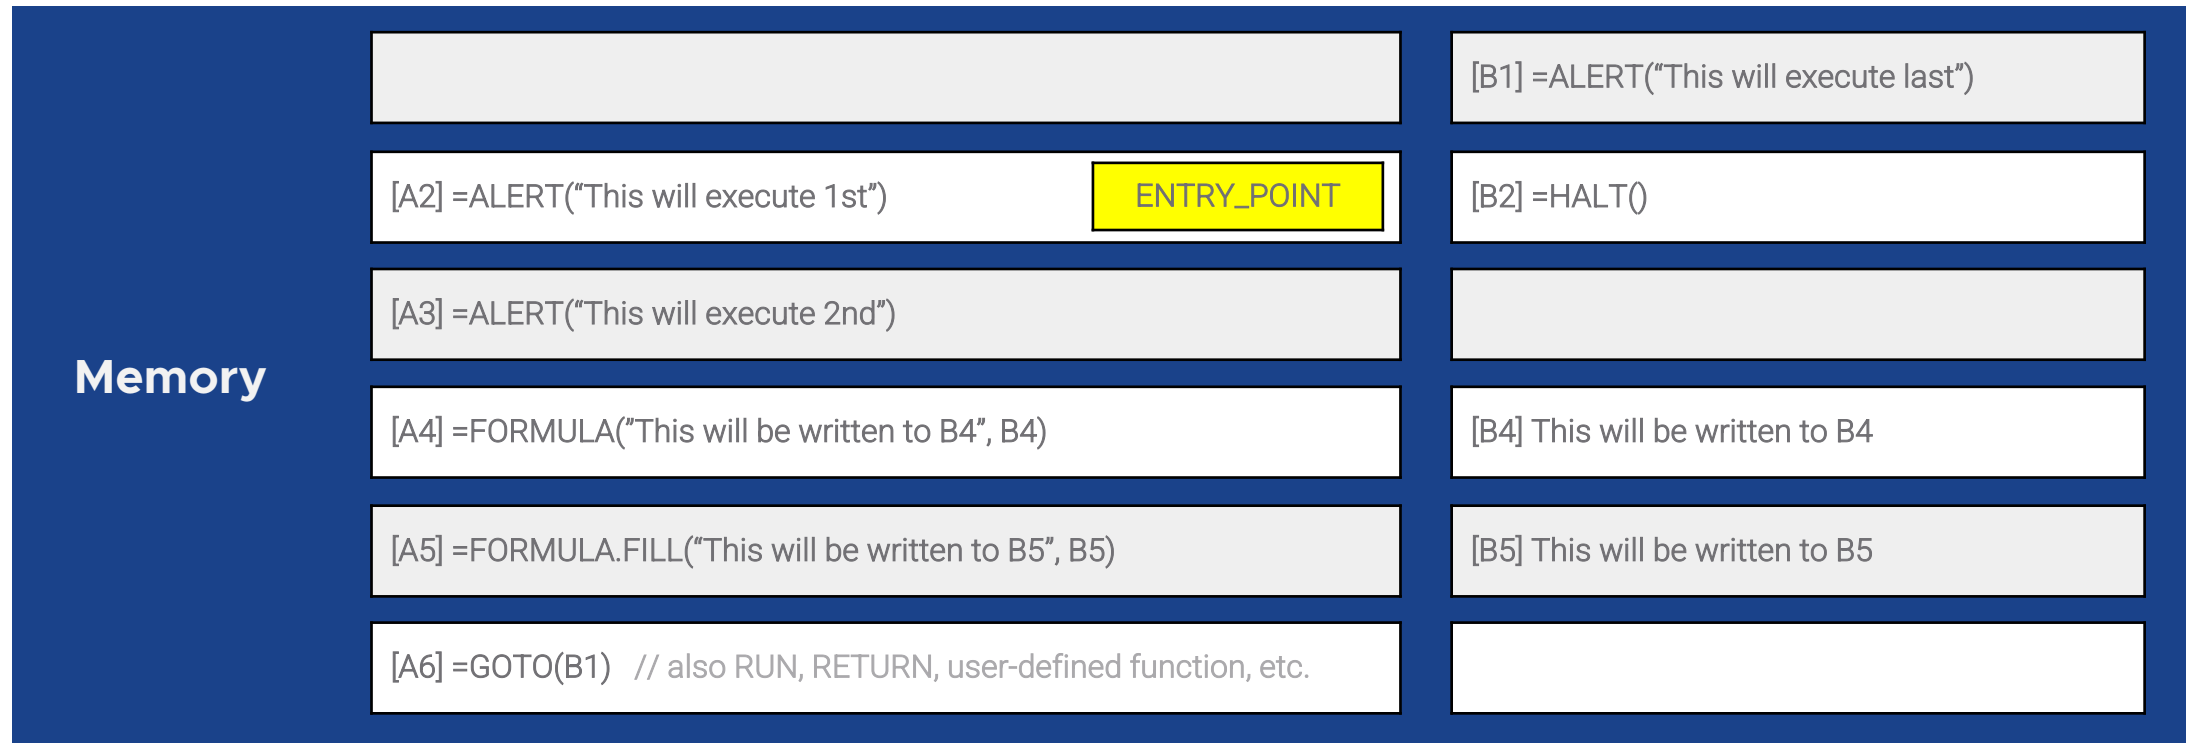 [B1] =ALERT(“This will execute last”)
[A2] =ALERT(“This will execute 1st”)
ENTRY_POINT
[B2] =HALT()
[A3] =ALERT(“This will execute 2nd”)
Memory
[A4] =FORMULA(”This will be written to B4”, B4)
[B4] This will be written to B4
[A5] =FORMULA.FILL(“This will be written to B5”, B5)
[B5] This will be written to B5
[A6] =GOTO(B1) // also RUN, RETURN, user-defined function, etc.